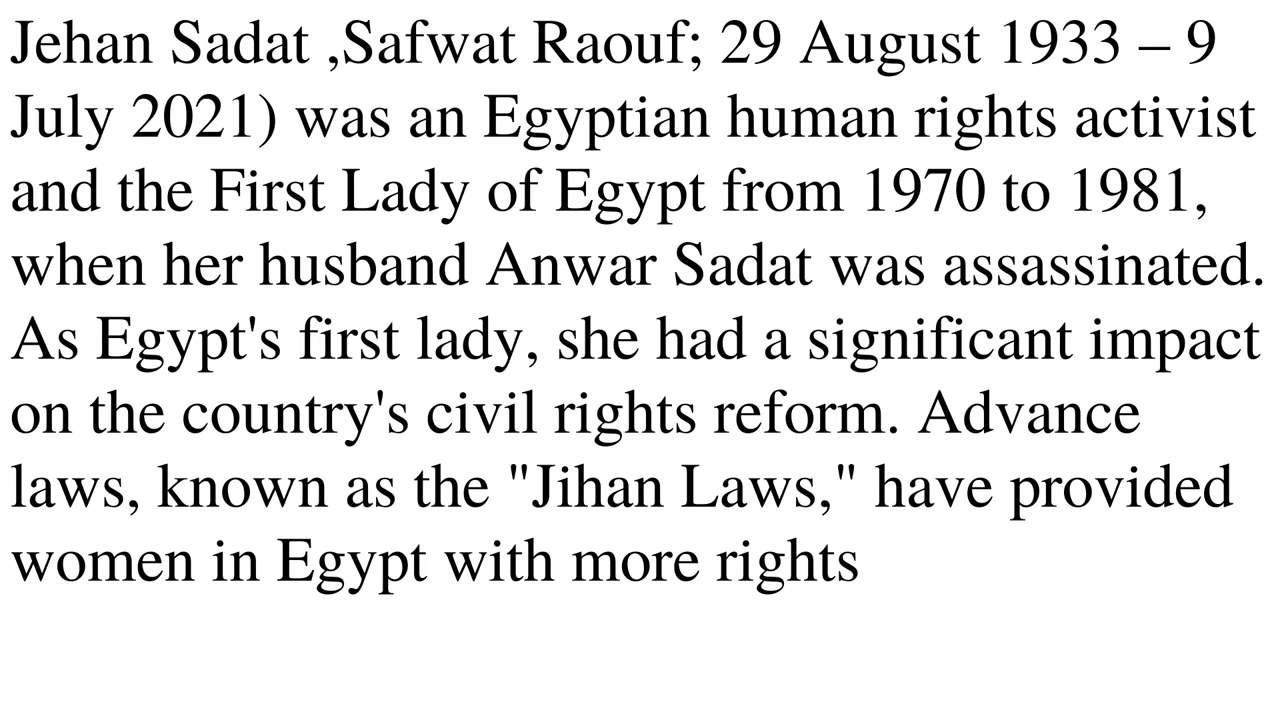 Jehan Sadat ,Safwat Raouf; 29 August 1933 – 9
July 2021) was an Egyptian human rights activist
and the First Lady of Egypt from 1970 to 1981,
when her husband Anwar Sadat was assassinated.
As Egypt's first lady, she had a significant impact
on the country's civil rights reform. Advance
laws, known as the "Jihan Laws," have provided
women in Egypt with more rights